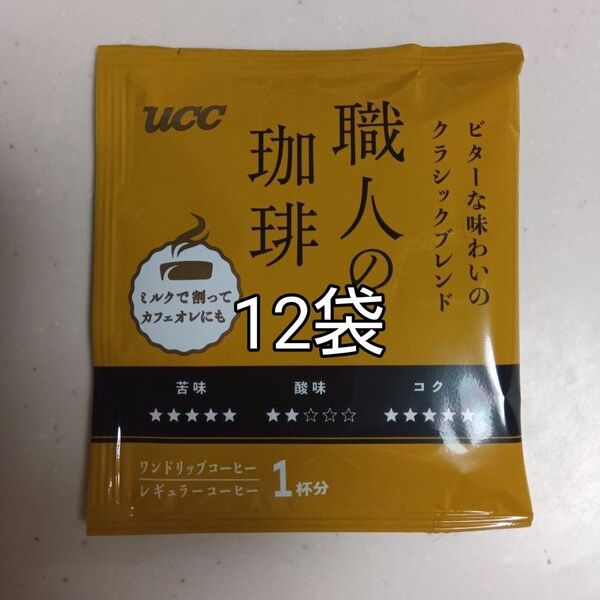 UCC
職人の
珈琲
ビターな味わいの
クラシックブレンド
ミルクで割って
カフェオレにも
12袋
苦味 酸味 コク
★★★★★ ★★☆☆☆ ★★★★★
ワンドリップコーヒー
レギュラーコーヒー
1杯分